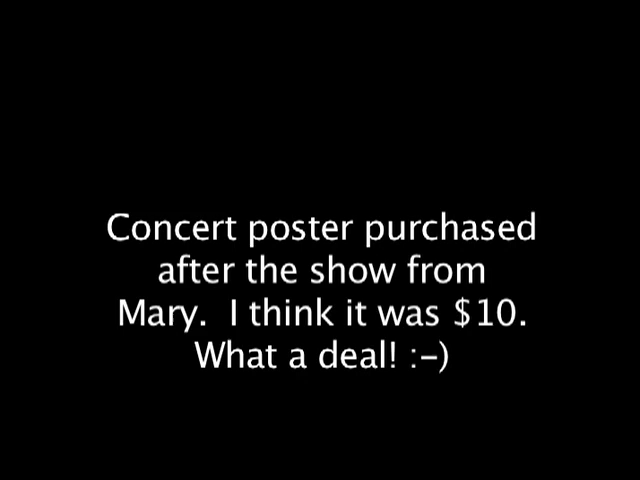 Concert poster purchased
after the show from
Mary.  I think it was $10.
What a deal! :-)